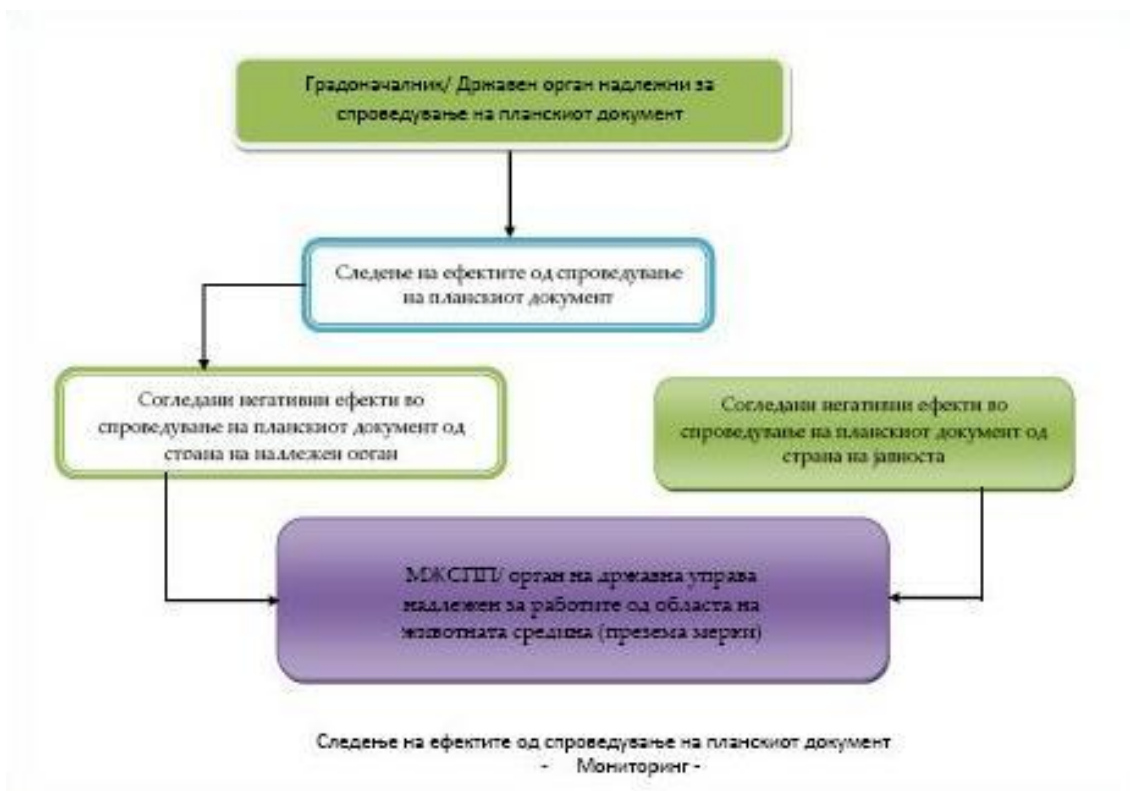 Градоначалник/ Државен орган надлежни за
спроведување на планскиот документ
Следење на ефектите од спроведување
на планскиот документ
Согледани негативни ефекти во
спроведување на планскиот документ од
страна на надлежен орган
Согледани негативни ефекти во
спроведување на планскиот документ од
страна на јавноста
МЖСПП/ орган на државна управа
надлежен за работите од областа на
животната средина (презема мерки)
Следење на ефектите од спроведување на планскиот документ
- Мониторинг -